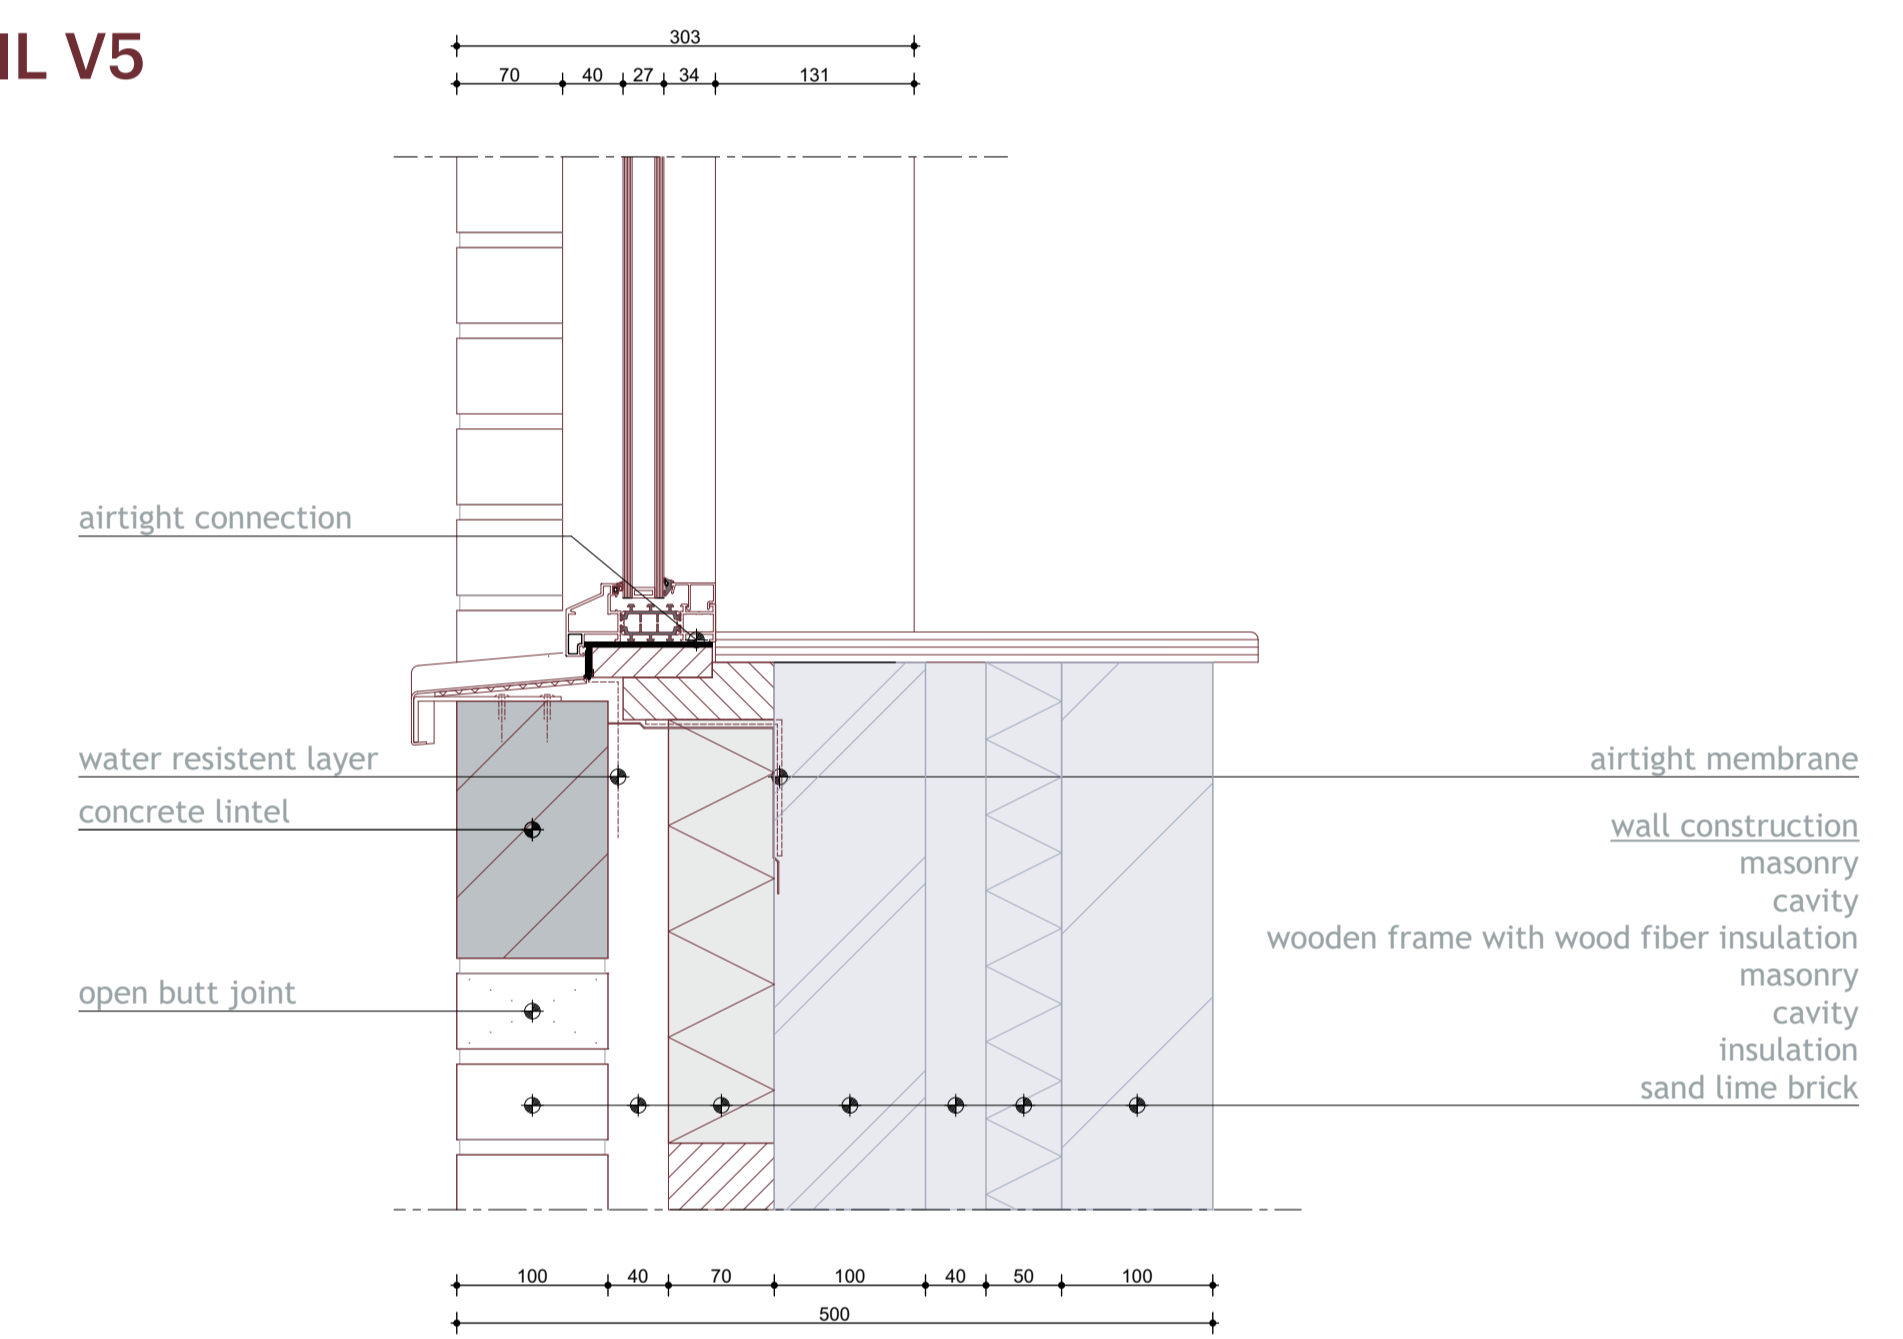 IL V5
303
70 40 27 34 131
airtight connection
water resistent layer
concrete lintel
open butt joint
airtight membrane
wall construction
masonry
cavity
wooden frame with wood fiber insulation
masonry
cavity
insulation
sand lime brick
100 40 70 100 40 50 100
500